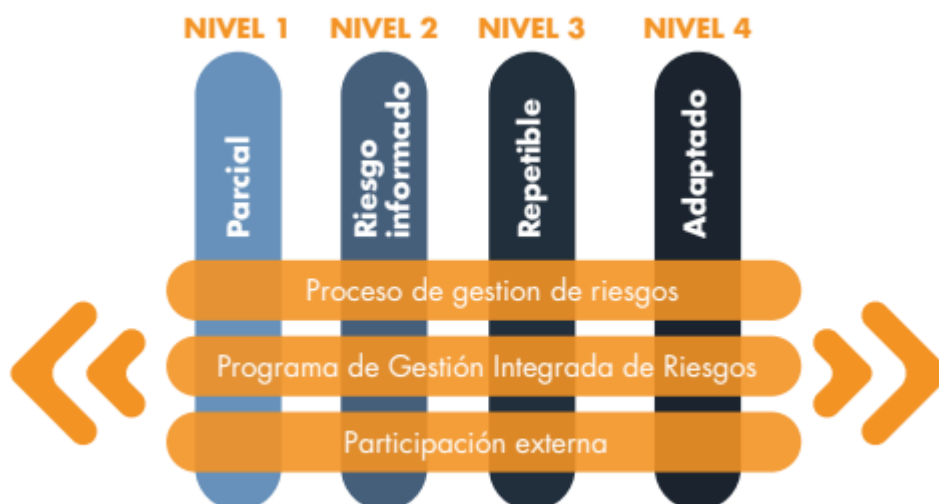 NIVEL 1
NIVEL 2
NIVEL 3
NIVEL 4
Parcial
Riesgo
informado
Repetible
Adaptado
Proceso de gestion de riesgos
Programa de Gestión Integrada de Riesgos
Participación externa